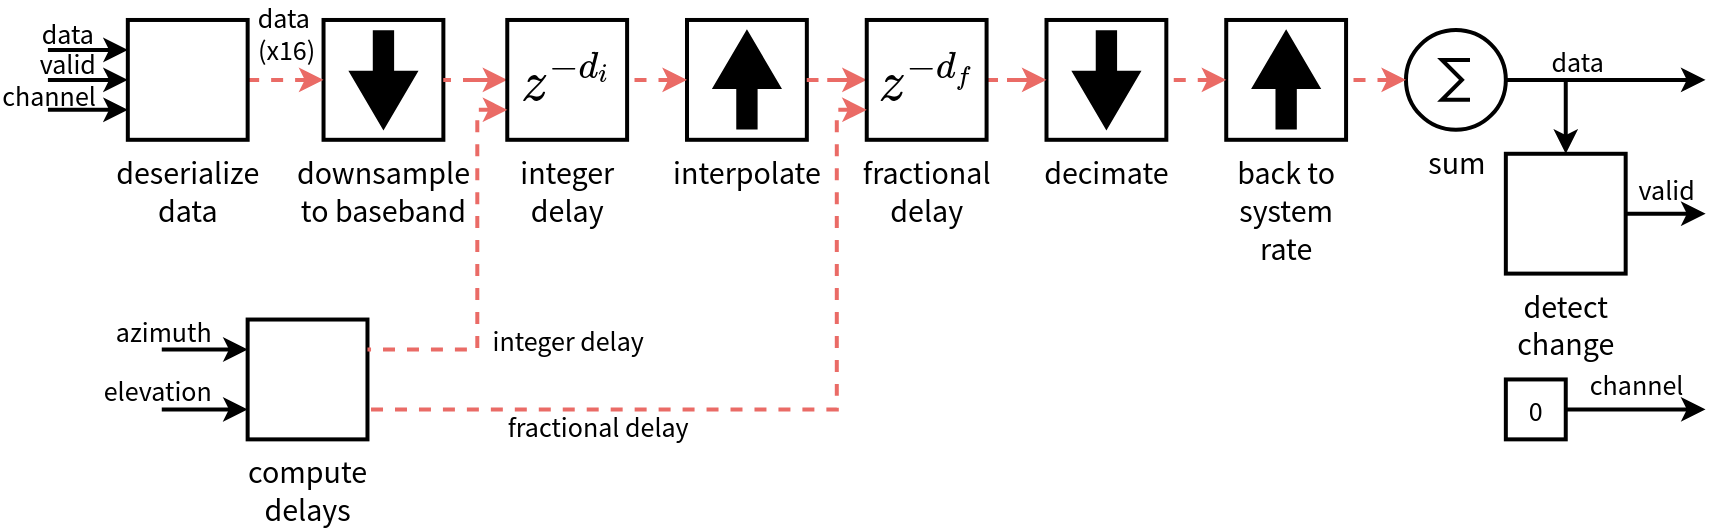 data
valid
channel
data
(x16)
z^{-d_i}
z^{-d_f}
∑
data
deserialize
data
downsample
to baseband
integer
delay
interpolate
fractional
delay
decimate
back to
system
rate
sum
valid
detect
change
azimuth
elevation
integer delay
fractional delay
compute
delays
channel
0